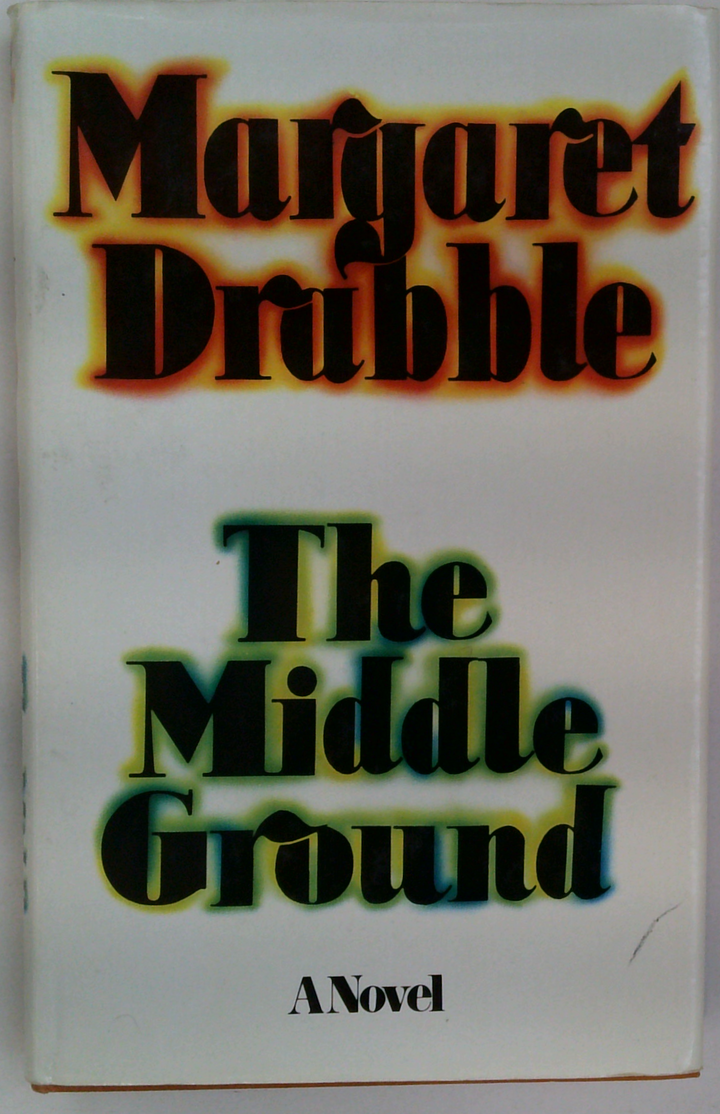 Margaret
Drabble
The
Middle
Ground
A Novel